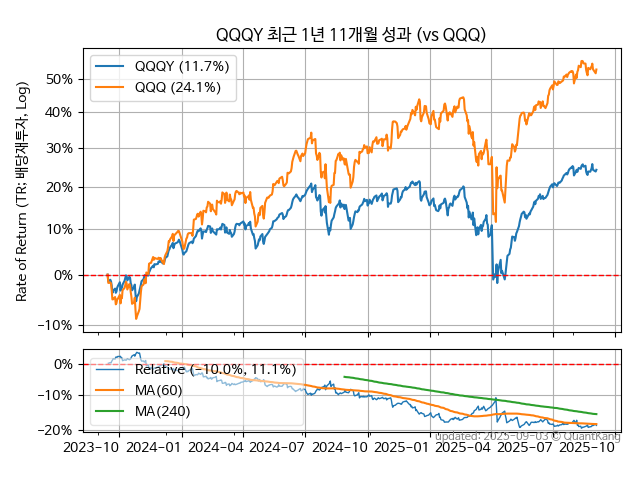 QQQY 최근 1년 11개월 성과 (vs QQQ)
Rate of Return (TR: 배당재투자, Log)
QQQY (11.7%)
QQQ (24.1%)
50%
40%
30%
20%
10%
0%
−10%
Relative (−10.0%, 11.1%)
MA(60)
MA(240)
0%
−10%
−20%
2023-10 2024-01 2024-04 2024-07 2024-10 2025-01 2025-04 2025-07 2025-10
updated: 2025-09-03 © QuantKang